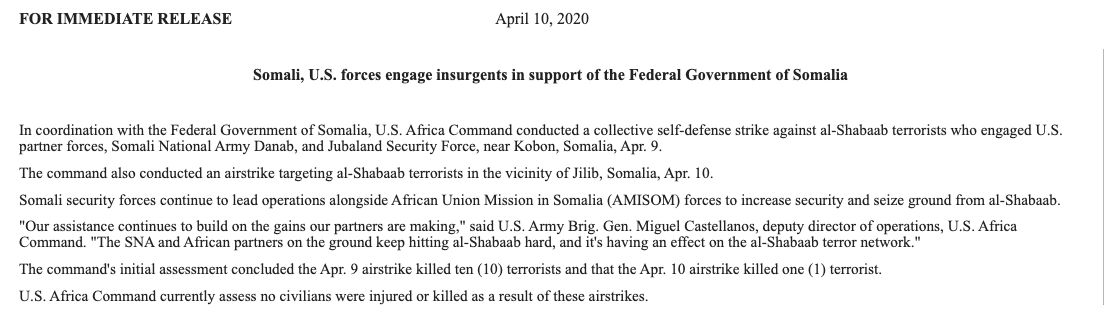 FOR IMMEDIATE RELEASE April 10, 2020
Somali, U.S. forces engage insurgents in support of the Federal Government of Somalia
In coordination with the Federal Government of Somalia, U.S. Africa Command conducted a collective self-defense strike against al-Shabaab terrorists who engaged U.S.
partner forces, Somali National Army Danab, and Jubaland Security Force, near Kobon, Somalia, Apr. 9.
The command also conducted an airstrike targeting al-Shabaab terrorists in the vicinity of Jilib, Somalia, Apr. 10.
Somali security forces continue to lead operations alongside African Union Mission in Somalia (AMISOM) forces to increase security and seize ground from al-Shabaab.
"Our assistance continues to build on the gains our partners are making," said U.S. Army Brig. Gen. Miguel Castellanos, deputy director of operations, U.S. Africa
Command. "The SNA and African partners on the ground keep hitting al-Shabaab hard, and it's having an effect on the al-Shabaab terror network."
The command's initial assessment concluded the Apr. 9 airstrike killed ten (10) terrorists and that the Apr. 10 airstrike killed one (1) terrorist.
U.S. Africa Command currently assess no civilians were injured or killed as a result of these airstrikes.